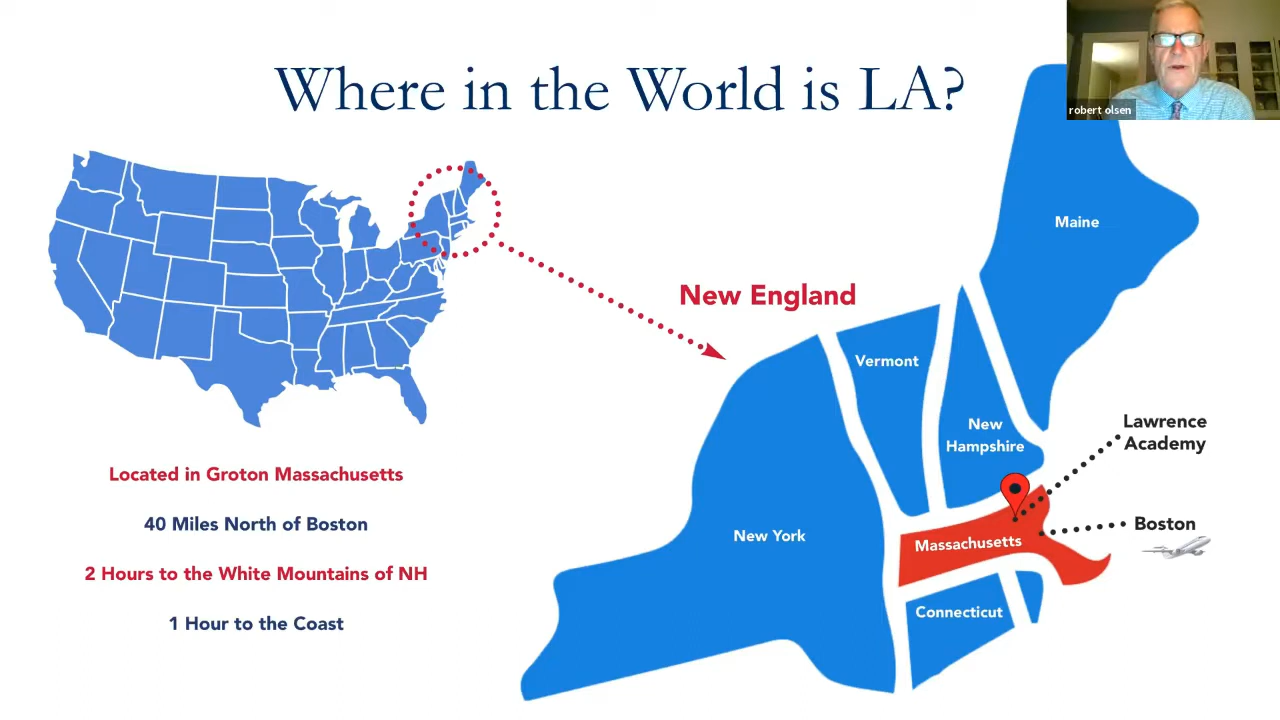 Where in the World is LA?
robert olsen
Maine
New England
Vermont
New
Hampshire
Lawrence
Academy
Located in Groton Massachusetts
40 Miles North of Boston
Boston
New York
Massachusetts
2 Hours to the White Mountains of NH
Connecticut
1 Hour to the Coast